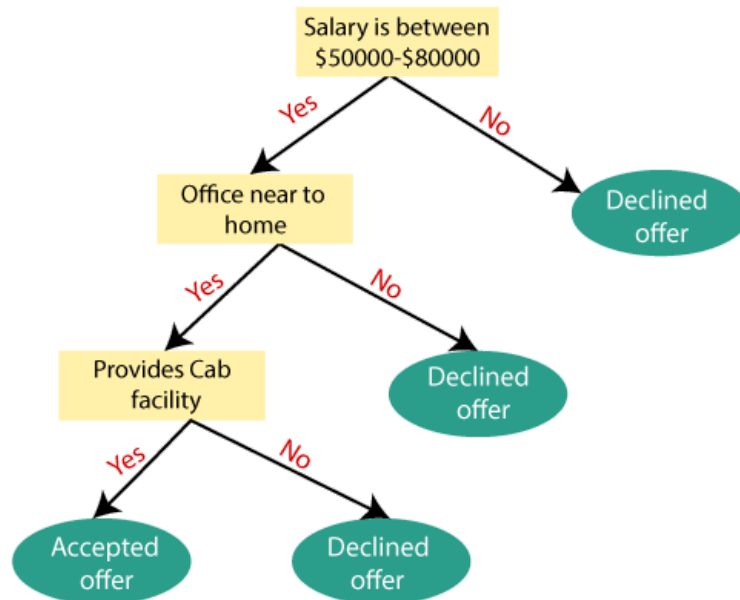 Salary is between
$50000-$80000
Yes
No
Office near to
home
Declined
offer
Yes
No
Provides Cab
facility
Declined
offer
Yes
No
Accepted
offer
Declined
offer